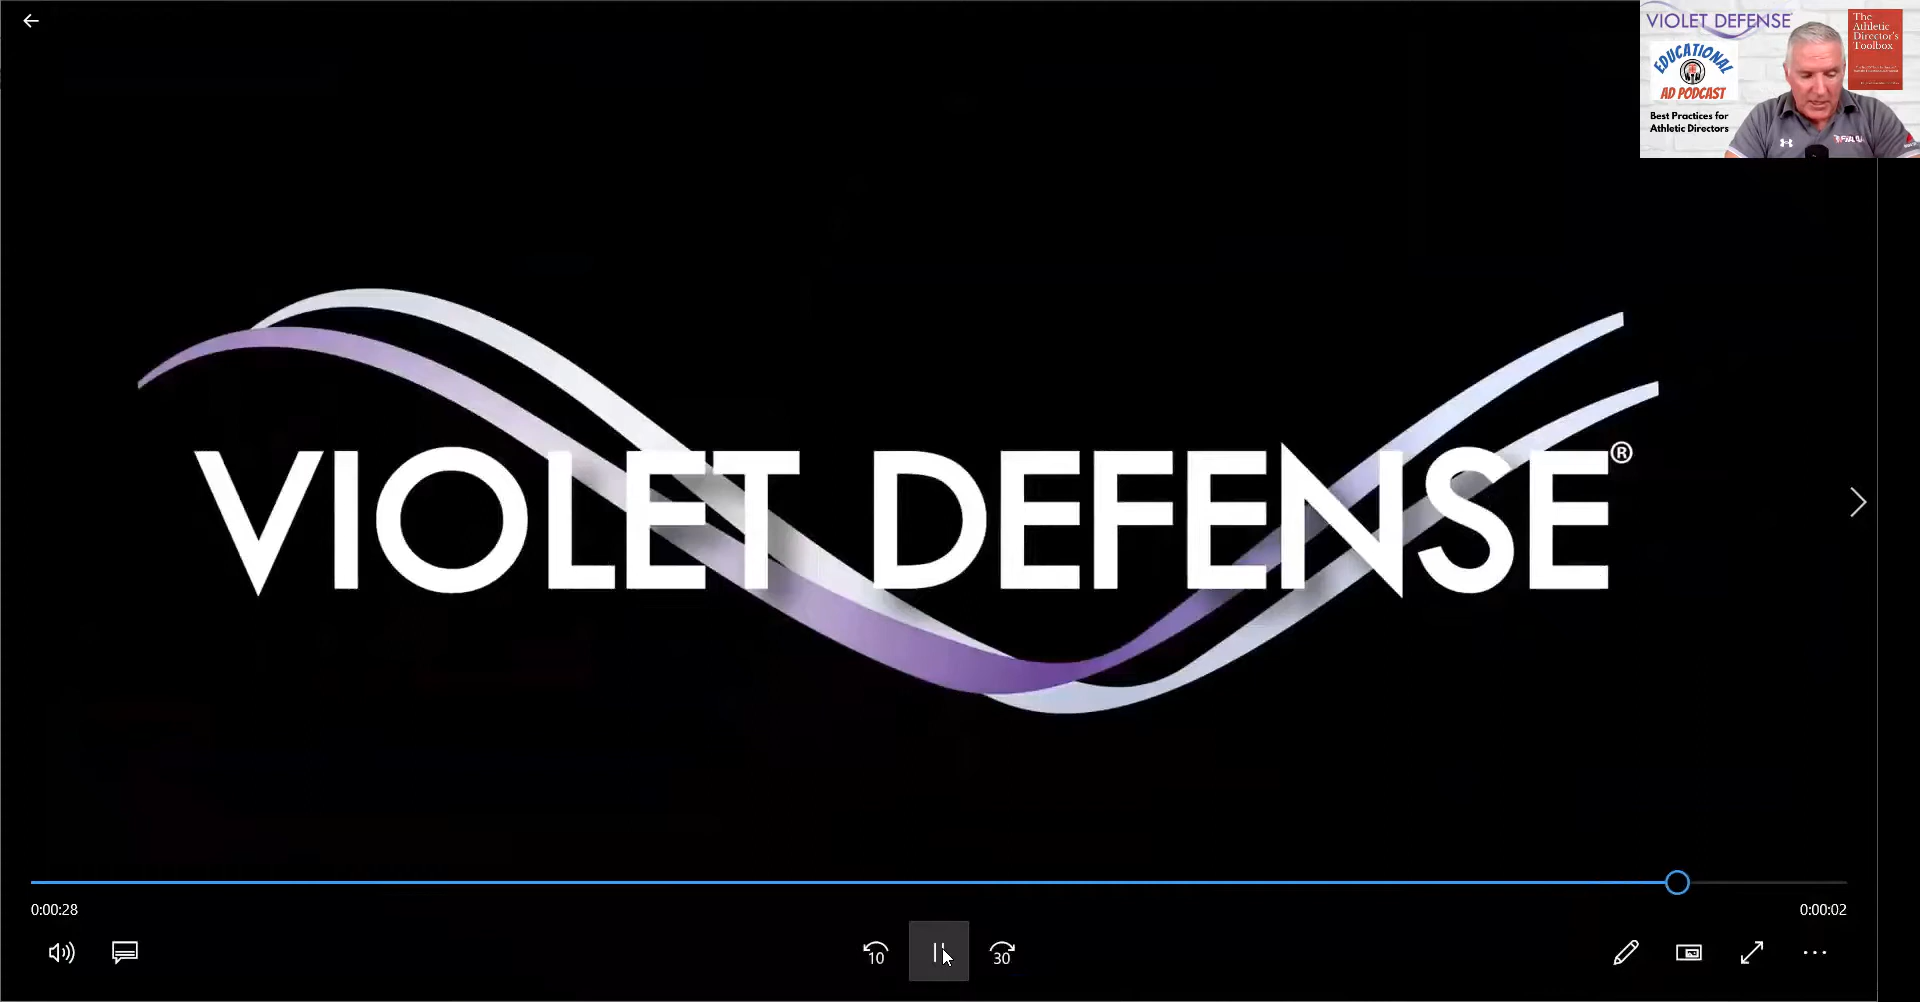 VIOLET DEFENSE
EDUCATIONAL
AD PODCAST
Best Practices for
Athletic Directors
The
Athletic
Director's
Toolbox
VIOLET DEFENSE®
0:00:28
0:00:02
10
30